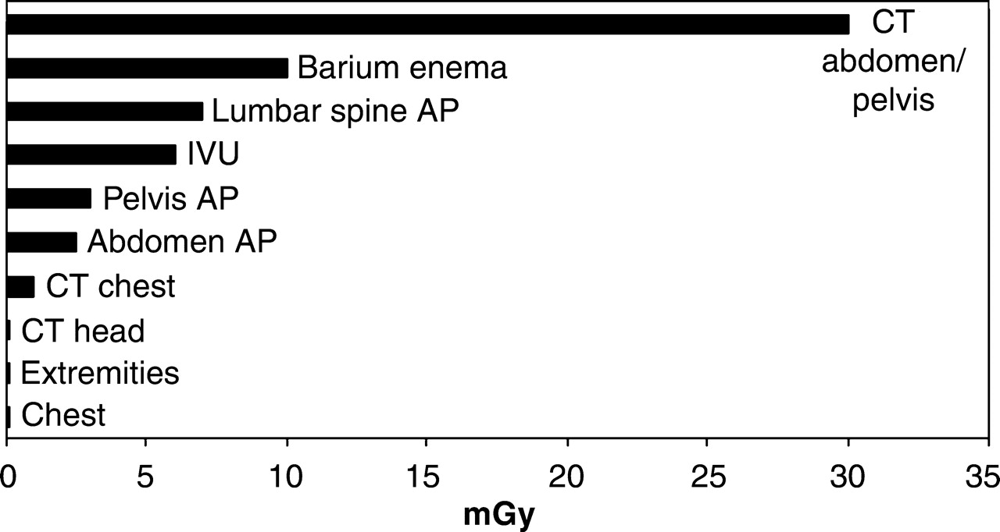 CT
abdomen/
pelvis
Barium enema
Lumbar spine AP
IVU
Pelvis AP
Abdomen AP
CT chest
CT head
Extremities
Chest
0 5 10 15 20 25 30 35
mGy